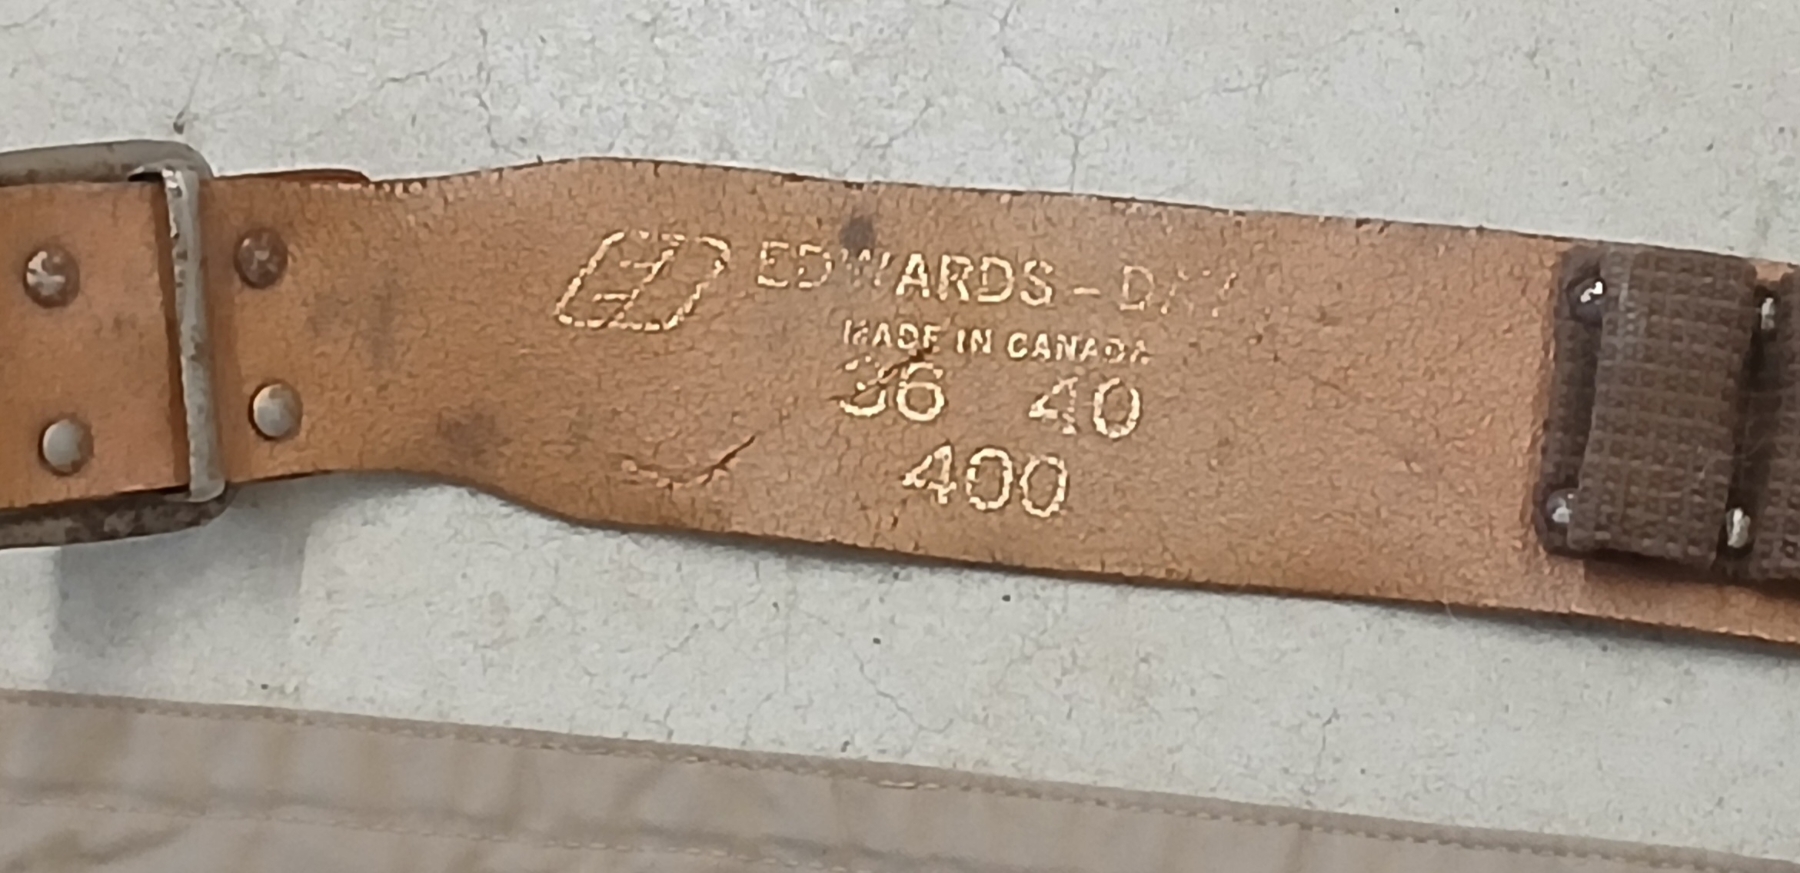 EDWARDS -
MADE IN CANADA
36 40
400